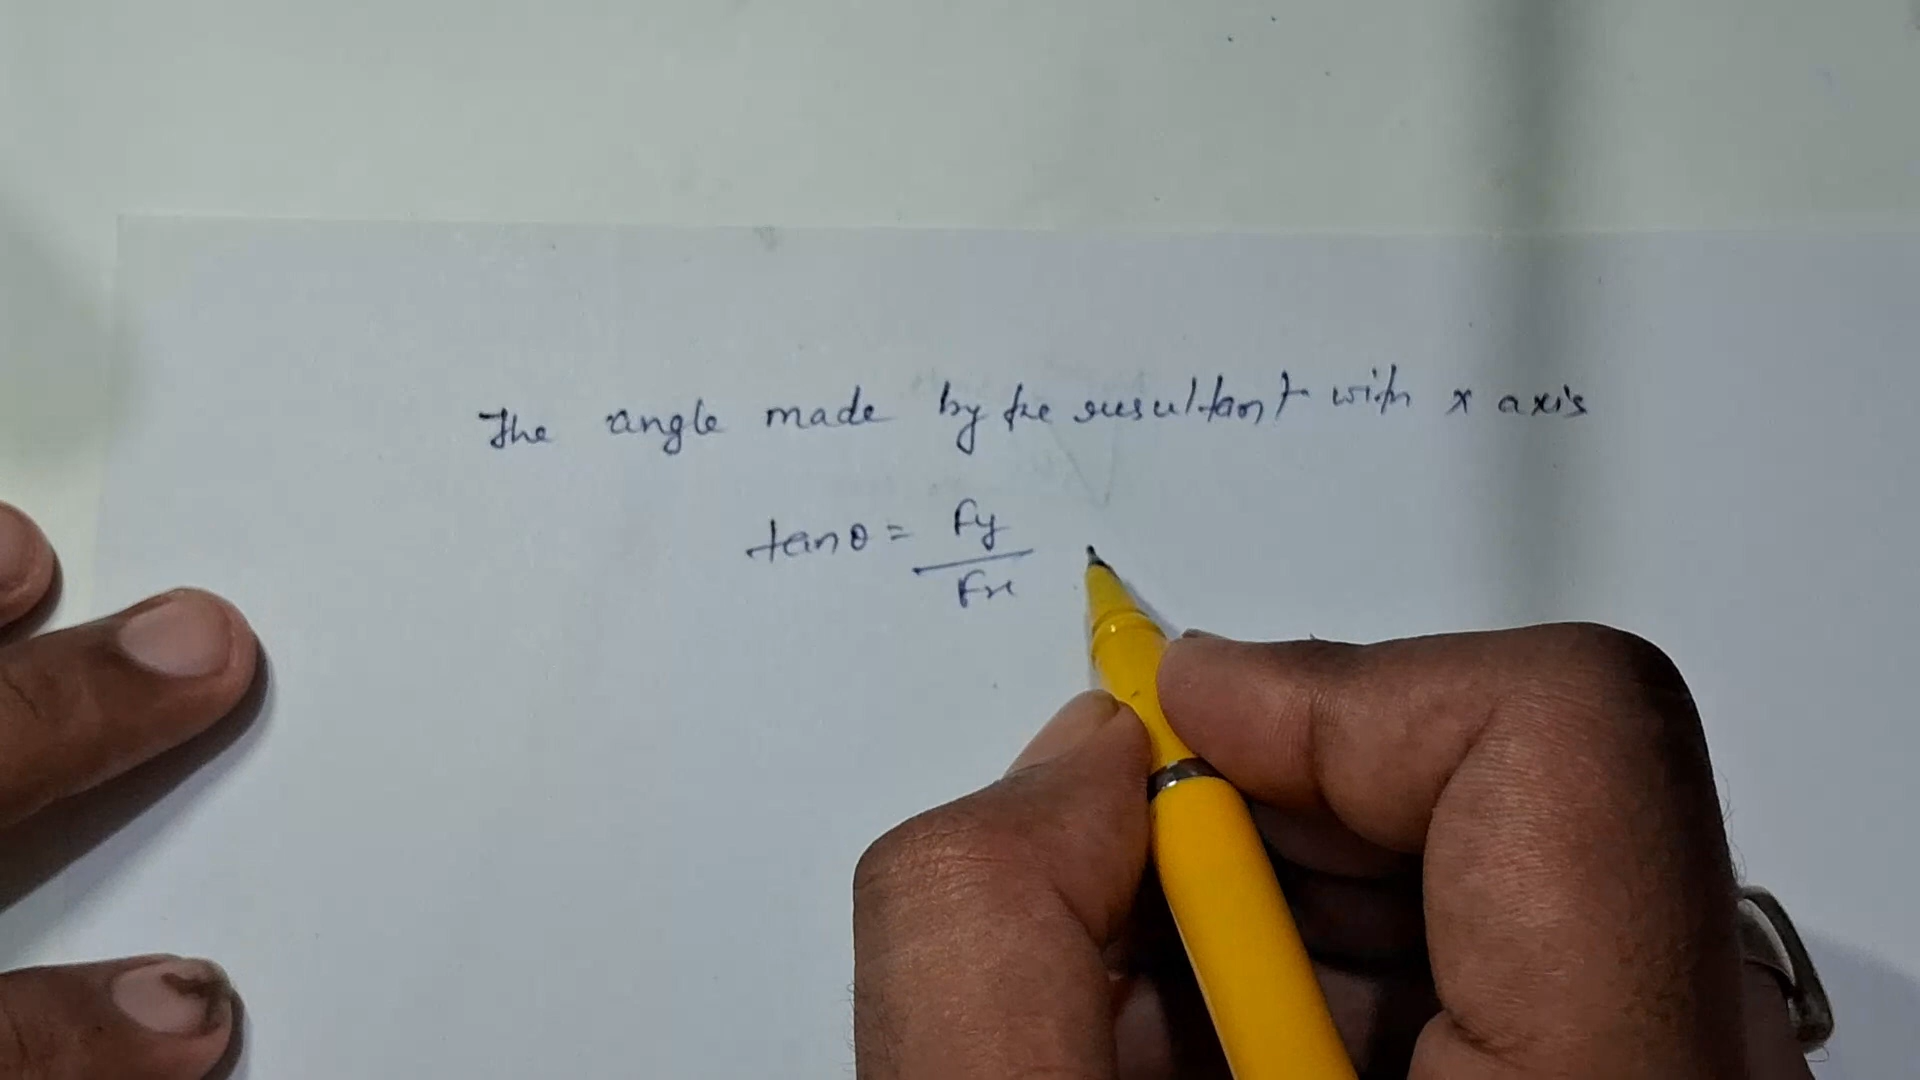 The angle made by the resultant with x axis
tanθ = Fy
Fx